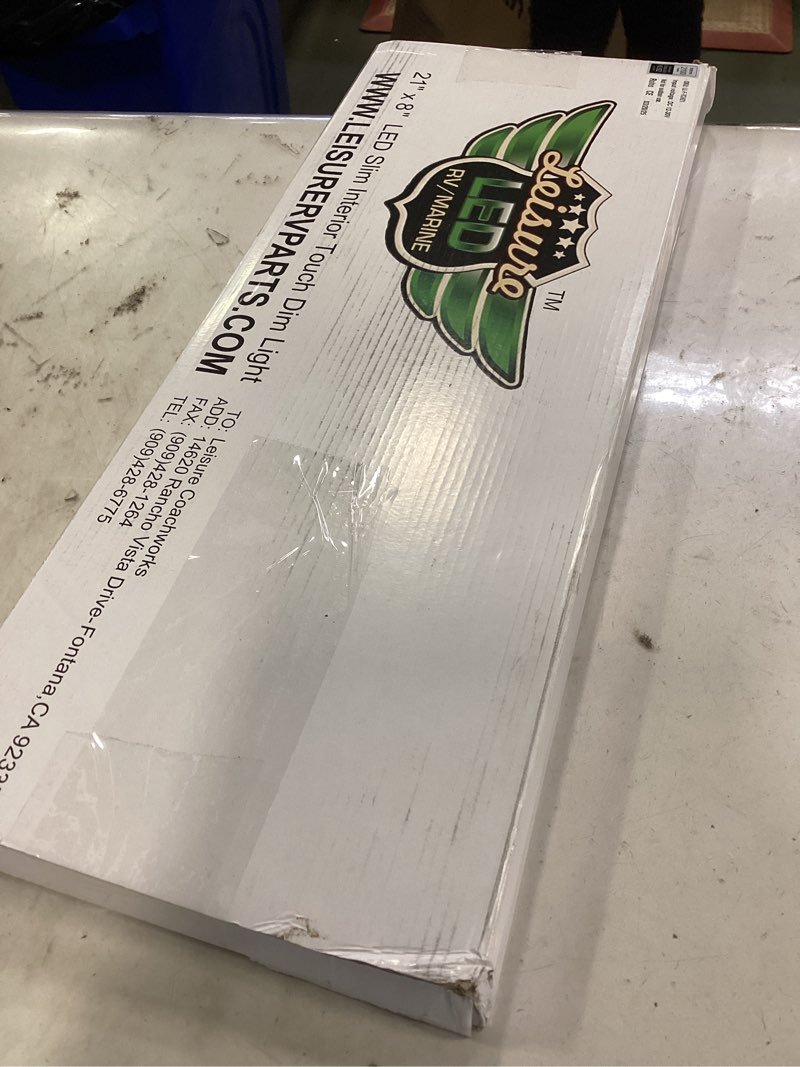 Leisure
LED
RV/MARINE
TM
21" x8" LED Slim Interior Touch Dim Light
WWW.LEISURERVPARTS.COM
TO: Leisure Coachworks
ADD: 14620 Rancho Vista Drive-Fontana,CA
FAX: (909)428-1264
TEL: (909)428-6775